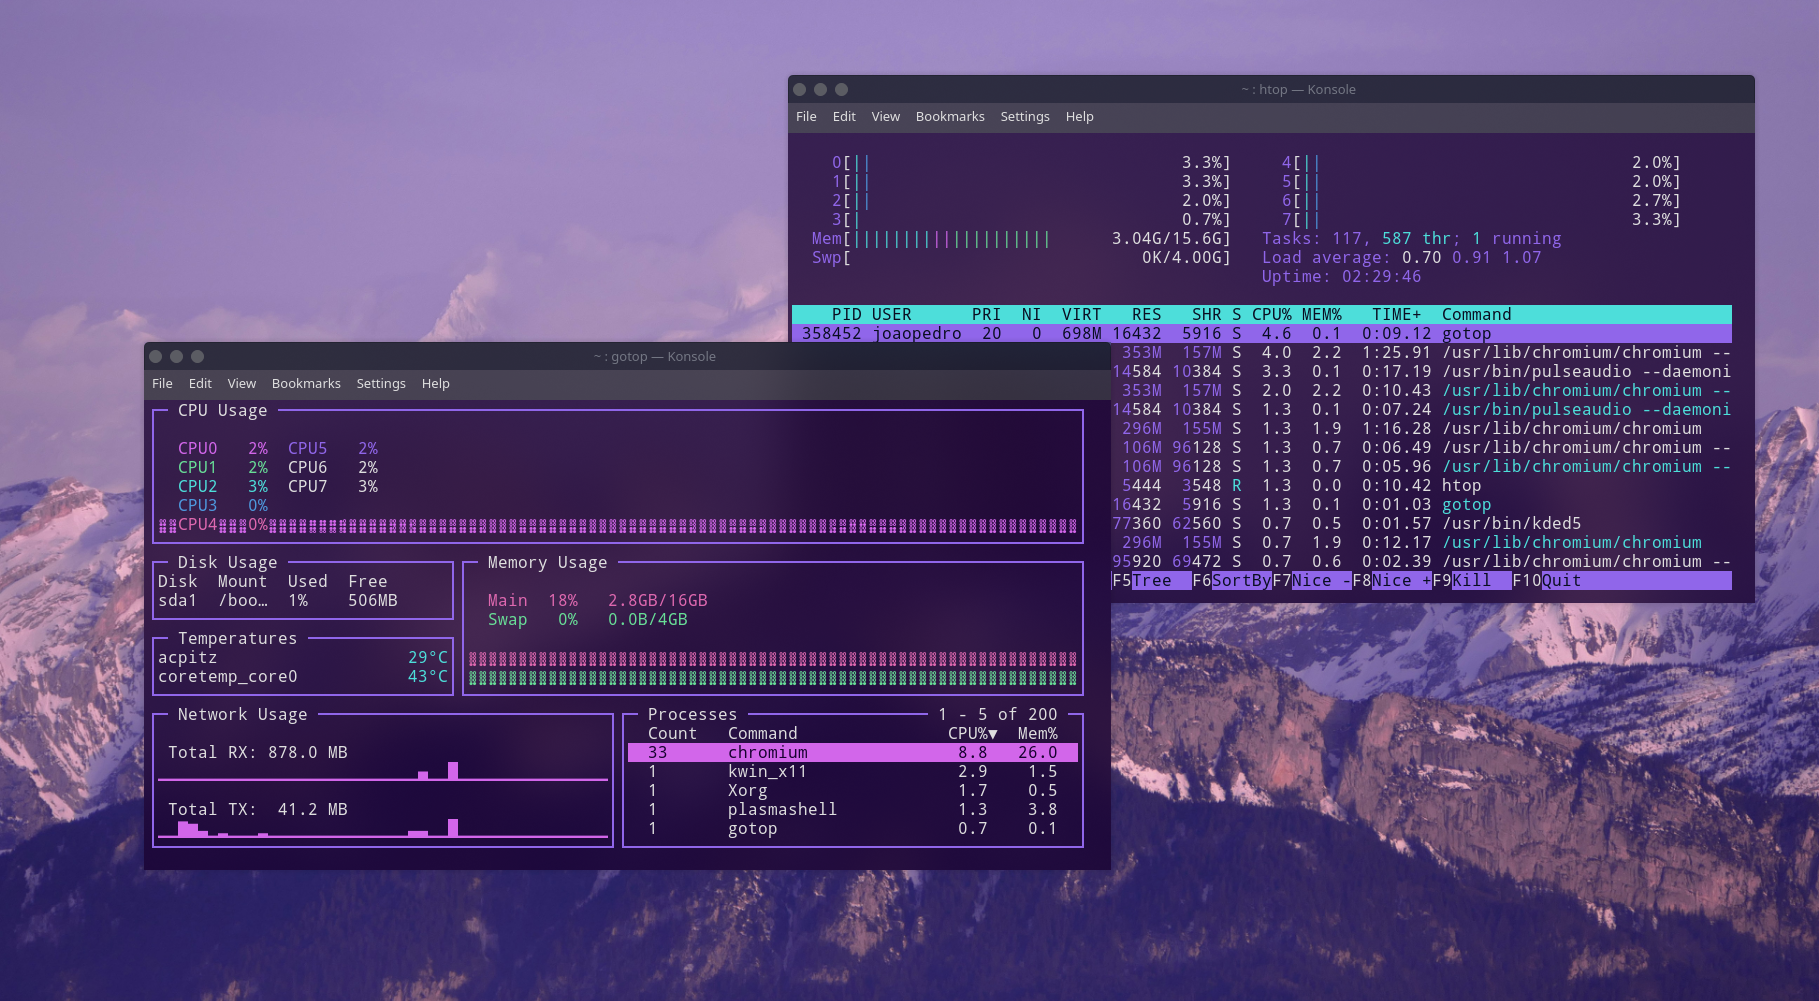 ~ : htop — Konsole
File Edit View Bookmarks Settings Help
0[|| 3.3%] 4[|| 2.0%]
1[|| 3.3%] 5[|| 2.0%]
2[|| 2.0%] 6[|| 2.7%]
3[| 0.7%] 7[|| 3.3%]
Mem[|||||||||||||||||||| 3.04G/15.6G] Tasks: 117, 587 thr; 1 running
Swp[ 0K/4.00G] Load average: 0.70 0.91 1.07
Uptime: 02:29:46
PID USER PRI NI VIRT RES SHR S CPU% MEM% TIME+ Command
358452 joaopedro 20 0 698M 16432 5916 S 4.6 0.1 0:09.12 gotop
353M 157M S 4.0 2.2 1:25.91 /usr/lib/chromium/chromium --
14584 10384 S 3.3 0.1 0:17.19 /usr/bin/pulseaudio --daemoni
353M 157M S 2.0 2.2 0:10.43 /usr/lib/chromium/chromium --
14584 10384 S 1.3 0.1 0:07.24 /usr/bin/pulseaudio --daemoni
296M 155M S 1.3 1.9 1:16.28 /usr/lib/chromium/chromium
106M 96128 S 1.3 0.7 0:06.49 /usr/lib/chromium/chromium --
106M 96128 S 1.3 0.7 0:05.96 /usr/lib/chromium/chromium --
5444 3548 R 1.3 0.0 0:10.42 htop
16432 5916 S 1.3 0.1 0:01.03 gotop
77360 62560 S 0.7 0.5 0:01.57 /usr/bin/kded5
296M 155M S 0.7 1.9 0:12.17 /usr/lib/chromium/chromium
95920 69472 S 0.7 0.6 0:02.39 /usr/lib/chromium/chromium --
F5Tree F6SortByF7Nice -F8Nice +F9Kill F10Quit
~ : gotop — Konsole
File Edit View Bookmarks Settings Help
CPU Usage
CPU0 2% CPU5 2%
CPU1 2% CPU6 2%
CPU2 3% CPU7 3%
CPU3 0%
CPU4 0%
Disk Usage
Disk Mount Used Free
sda1 /boo… 1% 506MB
Memory Usage
Main 18% 2.8GB/16GB
Swap 0% 0.0B/4GB
Temperatures
acpitz 29°C
coretemp_core0 43°C
Network Usage
Total RX: 878.0 MB
Total TX: 41.2 MB
Processes 1 - 5 of 200
Count Command CPU%▼ Mem%
33 chromium 8.8 26.0
1 kwin_x11 2.9 1.5
1 Xorg 1.7 0.5
1 plasmashell 1.3 3.8
1 gotop 0.7 0.1